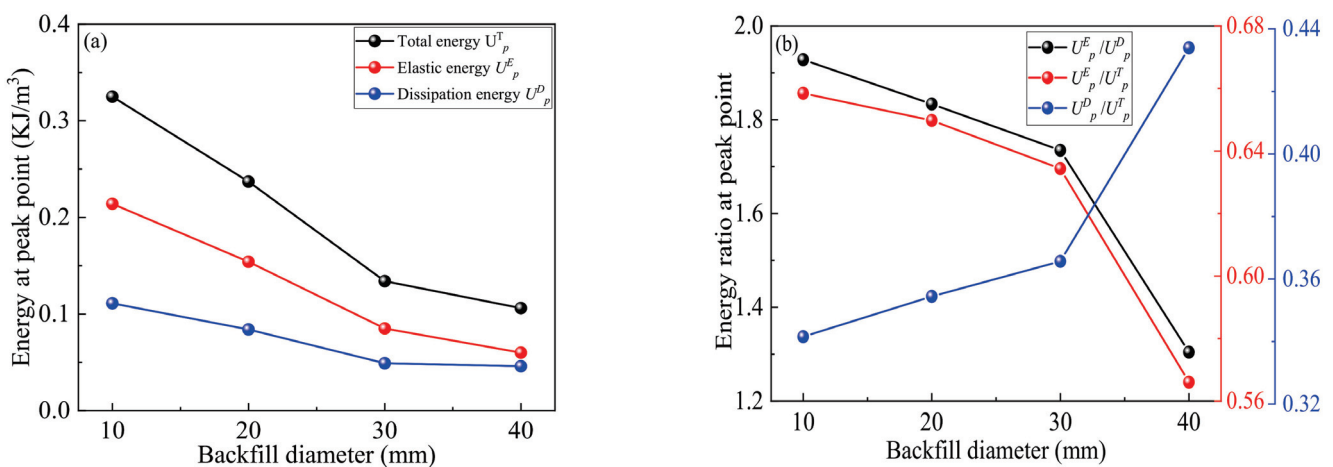 (a)
Total energy U^T_p
Elastic energy U^E_p
Dissipation energy U^D_p
Energy at peak point (KJ/m³)
0.4
0.3
0.2
0.1
0.0
10 20 30 40
Backfill diameter (mm)
(b)
U^E_p/U^D_p
U^E_p/U^T_p
U^D_p/U^T_p
Energy ratio at peak point
2.0
1.8
1.6
1.4
1.2
10 20 30 40
Backfill diameter (mm)
0.68
0.64
0.60
0.56
0.44
0.40
0.36
0.32